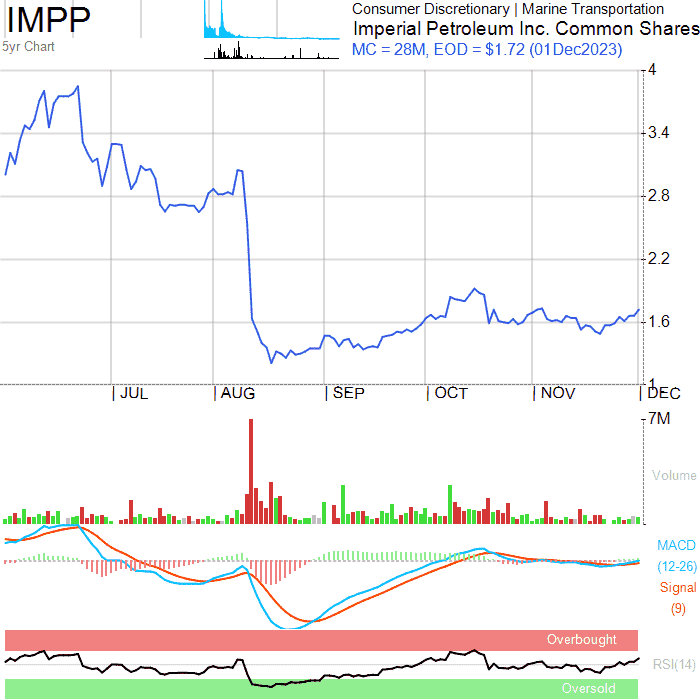 IMPP
5yr Chart
Consumer Discretionary | Marine Transportation
Imperial Petroleum Inc. Common Shares
MC = 28M, EOD = $1.72 (01Dec2023)
4
3.4
2.8
2.2
1.6
1
JUL AUG SEP OCT NOV DEC
7M
Volume
MACD
(12-26)
Signal
(9)
Overbought
RSI(14)
Oversold